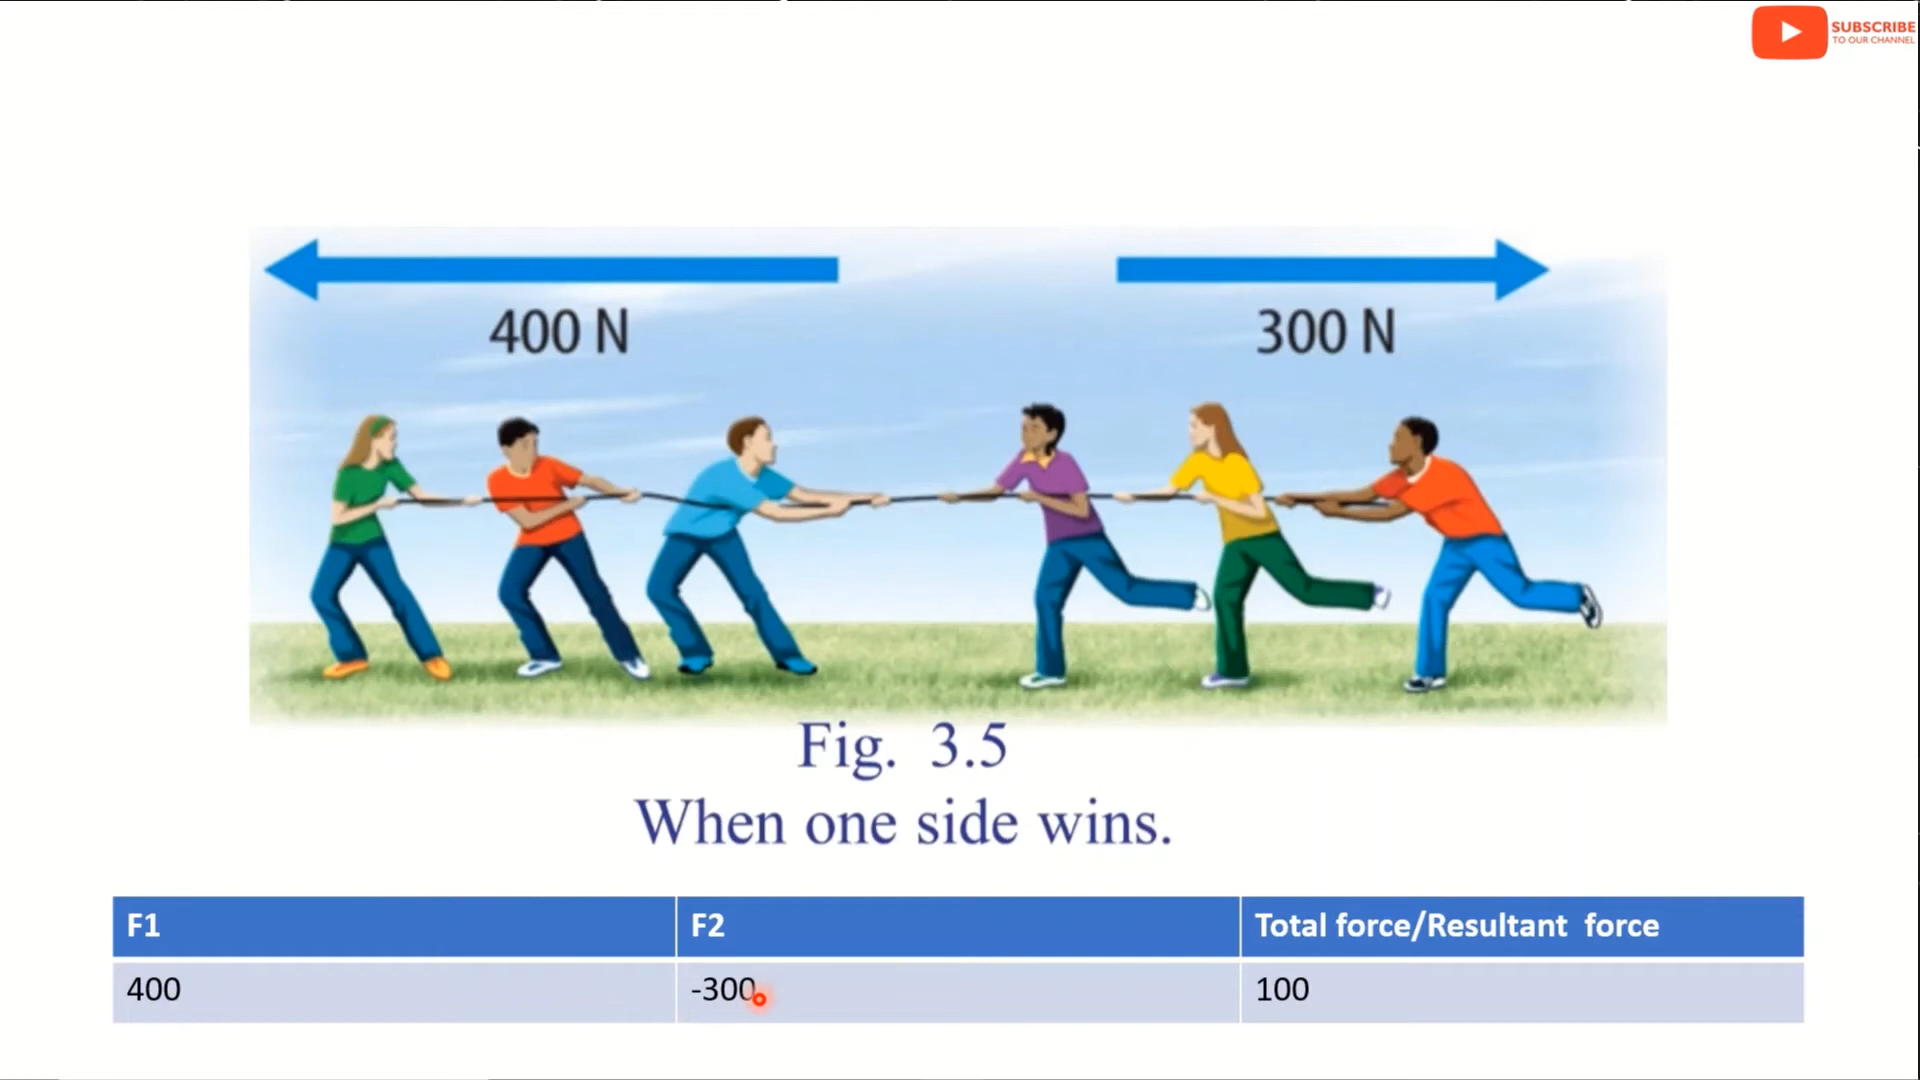 SUBSCRIBE
TO OUR CHANNEL
400 N
300 N
Fig. 3.5
When one side wins.
F1
F2
Total force/Resultant force
400
-300
100